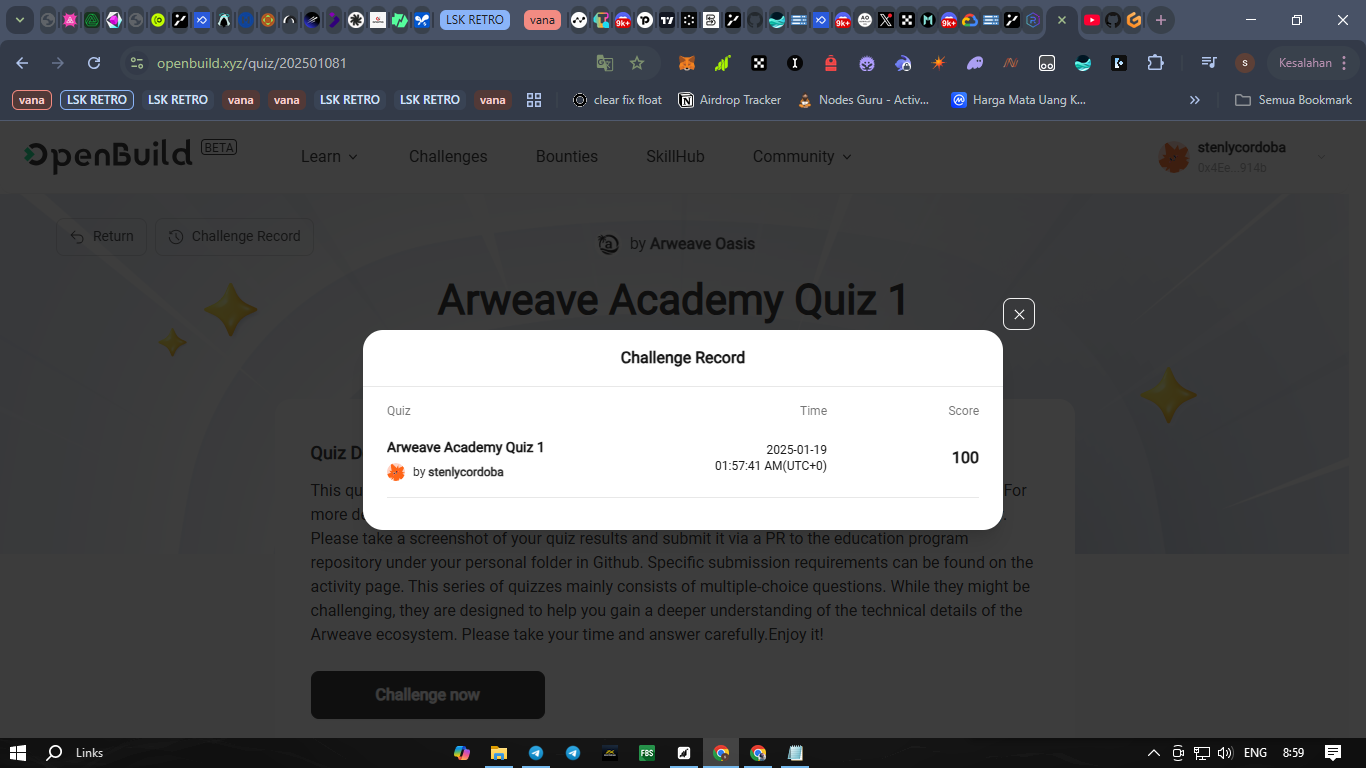 LSK RETRO
vana
openbuild.xyz/quiz/202501081
S
Kesalahan
vana
LSK RETRO
LSK RETRO
vana
vana
LSK RETRO
LSK RETRO
vana
clear fix float
Airdrop Tracker
Nodes Guru - Activ...
Harga Mata Uang K...
Semua Bookmark
OpenBuild
BETA
Learn
Challenges
Bounties
SkillHub
Community
stenlycordoba
0x4Ee...914b
Return
Challenge Record
by Arweave Oasis
Arweave Academy Quiz 1
Challenge Record
Quiz
Time
Score
Arweave Academy Quiz 1
by stenlycordoba
2025-01-19
01:57:41 AM(UTC+0)
100
Quiz D
This qu
For
more de
Please take a screenshot of your quiz results and submit it via a PR to the education program
repository under your personal folder in Github. Specific submission requirements can be found on the
activity page. This series of quizzes mainly consists of multiple-choice questions. While they might be
challenging, they are designed to help you gain a deeper understanding of the technical details of the
Arweave ecosystem. Please take your time and answer carefully.Enjoy it!
Challenge now
Links
FBS
ENG
8:59